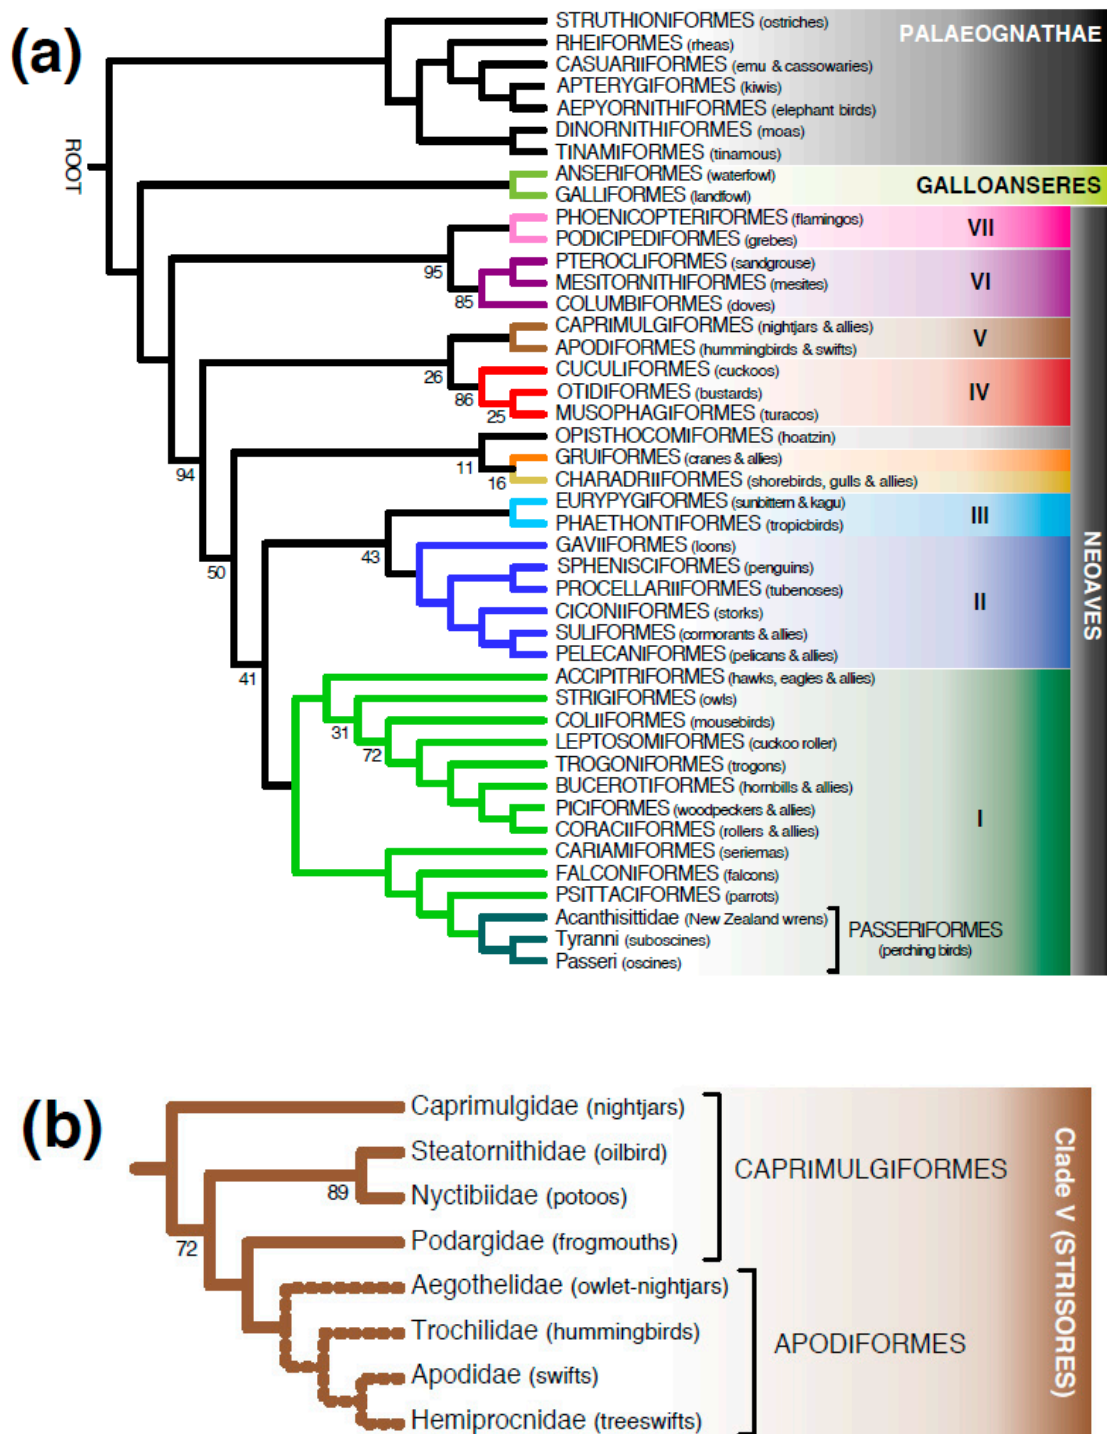 (a)
ROOT
STRUTHIONIFORMES (ostriches)
PALAEOGNATHAE
RHEIFORMES (rheas)
CASUARIIFORMES (emu & cassowaries)
APTERYGIFORMES (kiwis)
AEPYORNITHIFORMES (elephant birds)
DINORNITHIFORMES (moas)
TINAMIFORMES (tinamous)
ANSERIFORMES (waterfowl)
GALLIFORMES (landfowl)
GALLOANSERES
PHOENICOPTERIFORMES (flamingos)
PODICIPEDIFORMES (grebes)
VII
95
PTEROCLIFORMES (sandgrouse)
MESITORNITHIFORMES (mesites)
COLUMBIFORMES (doves)
VI
85
CAPRIMULGIFORMES (nightjars & allies)
APODIFORMES (hummingbirds & swifts)
V
26
CUCULIFORMES (cuckoos)
OTIDIFORMES (bustards)
MUSOPHAGIFORMES (turacos)
IV
86
25
OPISTHOCOMIFORMES (hoatzin)
GRUIFORMES (cranes & allies)
CHARADRIIFORMES (shorebirds, gulls & allies)
94
11
16
EURYPYGIFORMES (sunbittern & kagu)
PHAETHONTIFORMES (tropicbirds)
III
NEOAVES
43
50
GAVIIFORMES (loons)
SPHENISCIFORMES (penguins)
PROCELLARIIFORMES (tubenoses)
CICONIIFORMES (storks)
SULIFORMES (cormorants & allies)
PELECANIFORMES (pelicans & allies)
II
41
ACCIPITRIFORMES (hawks, eagles & allies)
STRIGIFORMES (owls)
COLIIFORMES (mousebirds)
LEPTOSOMIFORMES (cuckoo roller)
TROGONIFORMES (trogons)
BUCEROTIFORMES (hornbills & allies)
PICIFORMES (woodpeckers & allies)
CORACIIFORMES (rollers & allies)
CARIAMIFORMES (seriemas)
FALCONIFORMES (falcons)
PSITTACIFORMES (parrots)
I
31
72
Acanthisittidae (New Zealand wrens)
Tyranni (suboscines)
Passeri (oscines)
PASSERIFORMES
(perching birds)
(b)
Caprimulgidae (nightjars)
Steatornithidae (oilbird)
Nyctibiidae (potoos)
Podargidae (frogmouths)
CAPRIMULGIFORMES
89
72
Aegothelidae (owlet-nightjars)
Trochilidae (hummingbirds)
Apodidae (swifts)
Hemiprocnidae (treeswifts)
APODIFORMES
Clade V (STRISORES)